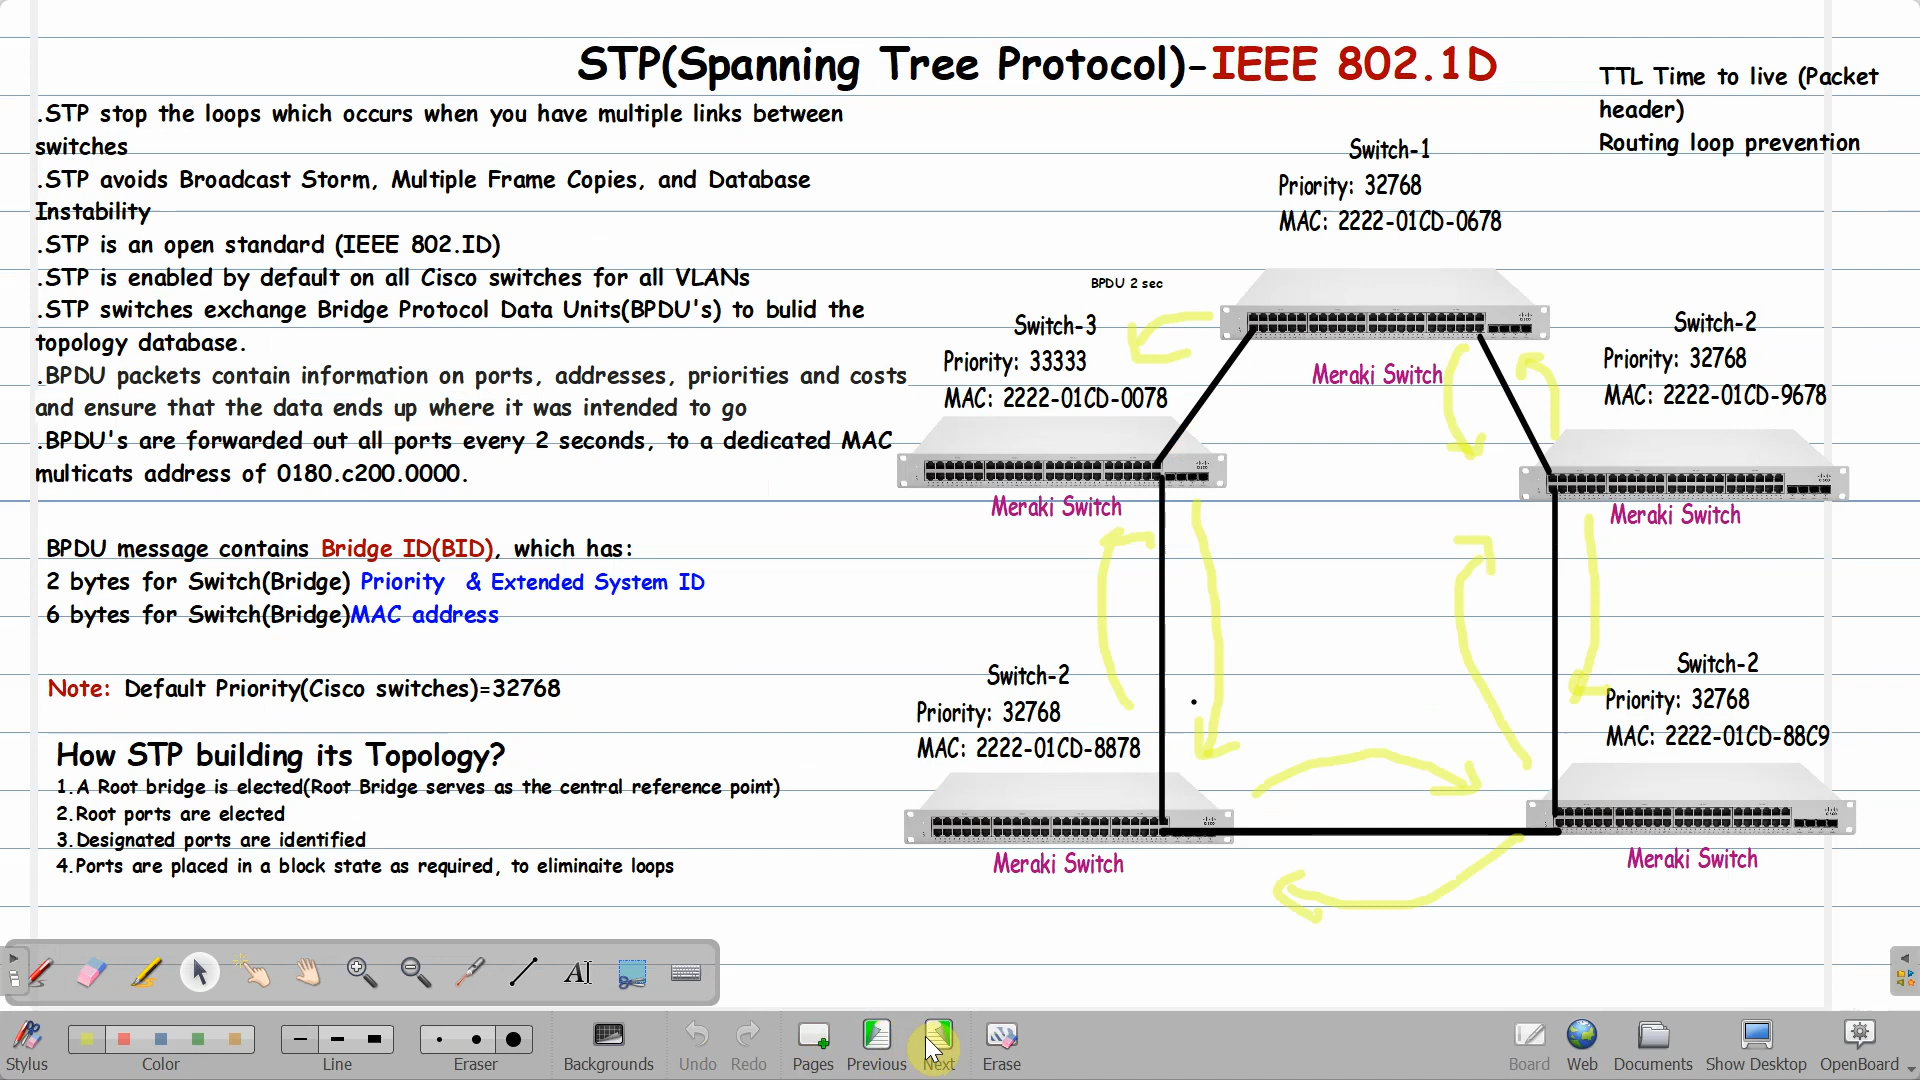 STP(Spanning Tree Protocol)-IEEE 802.1D
TTL Time to live (Packet
header)
Routing loop prevention
.STP stop the loops which occurs when you have multiple links between
switches
.STP avoids Broadcast Storm, Multiple Frame Copies, and Database
Instability
.STP is an open standard (IEEE 802.ID)
.STP is enabled by default on all Cisco switches for all VLANs
.STP switches exchange Bridge Protocol Data Units(BPDU's) to bulid the
topology database.
.BPDU packets contain information on ports, addresses, priorities and costs
and ensure that the data ends up where it was intended to go
.BPDU's are forwarded out all ports every 2 seconds, to a dedicated MAC
multicats address of 0180.c200.0000.
BPDU message contains Bridge ID(BID), which has:
2 bytes for Switch(Bridge) Priority & Extended System ID
6 bytes for Switch(Bridge)MAC address
Note: Default Priority(Cisco switches)=32768
How STP building its Topology?
1.A Root bridge is elected(Root Bridge serves as the central reference point)
2.Root ports are elected
3.Designated ports are identified
4.Ports are placed in a block state as required, to eliminaite loops
Switch-1
Priority: 32768
MAC: 2222-01CD-0678
Meraki Switch
BPDU 2 sec
Switch-3
Priority: 33333
MAC: 2222-01CD-0078
Meraki Switch
Switch-2
Priority: 32768
MAC: 2222-01CD-9678
Meraki Switch
Switch-2
Priority: 32768
MAC: 2222-01CD-8878
Meraki Switch
Switch-2
Priority: 32768
MAC: 2222-01CD-88C9
Meraki Switch
Stylus
Color
Line
Eraser
Backgrounds
Undo
Redo
Pages
Previous
Next
Erase
Board
Web
Documents
Show Desktop
OpenBoard